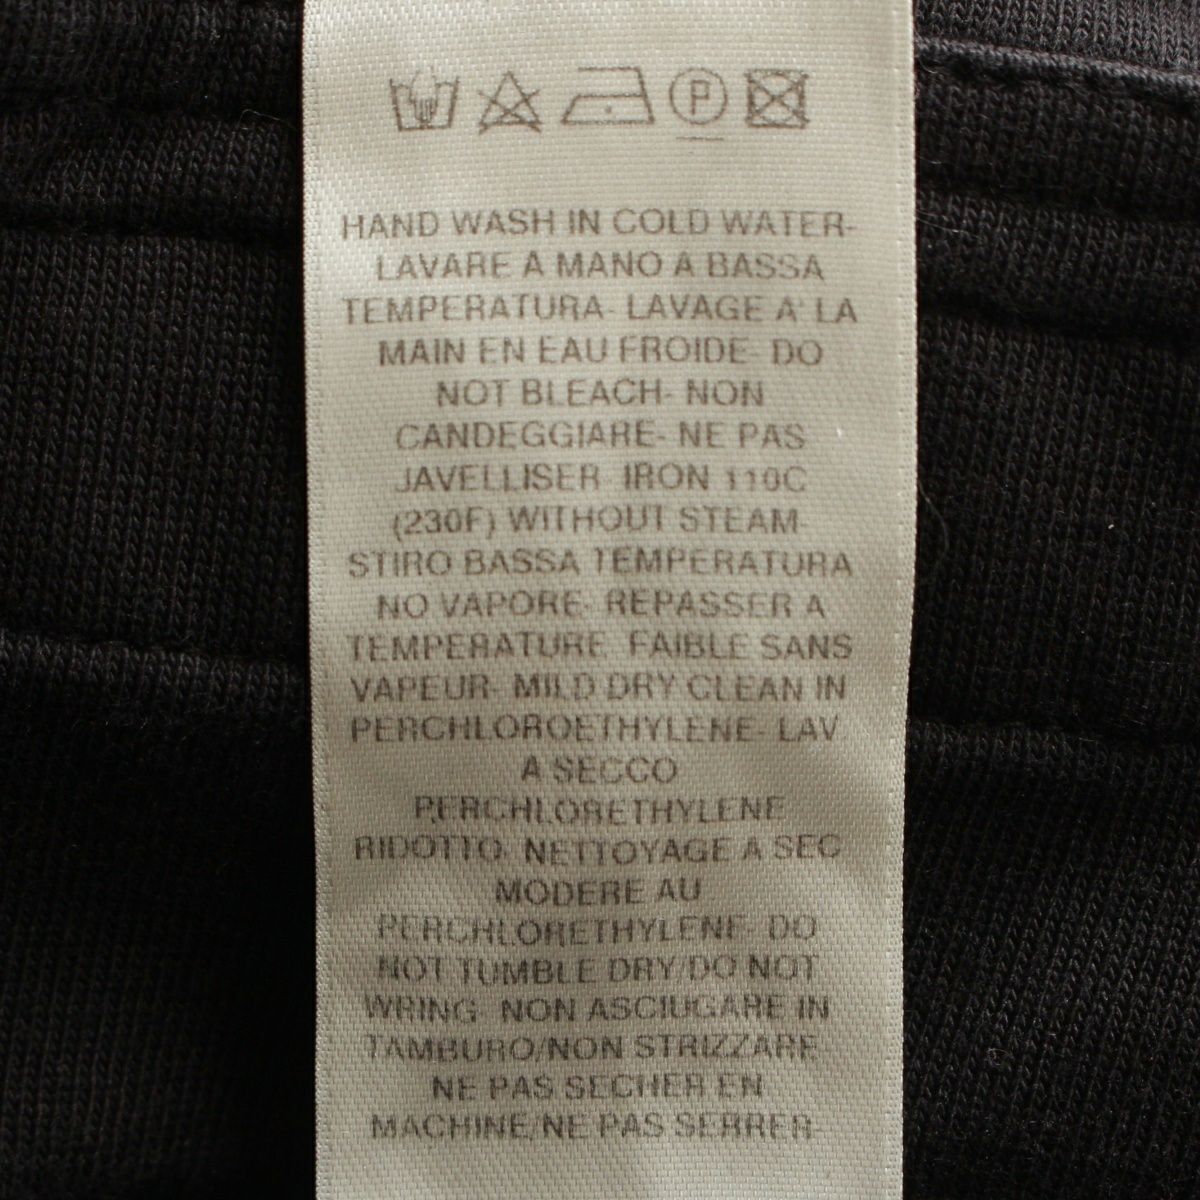 P
HAND WASH IN COLD WATER-
LAVARE A MANO A BASSA
TEMPERATURA- LAVAGE A' LA
MAIN EN EAU FROIDE- DO
NOT BLEACH- NON
CANDEGGIARE- NE PAS
JAVELLISER IRON 110C
(230F) WITHOUT STEAM-
STIRO BASSA TEMPERATURA
NO VAPORE- REPASSER A
TEMPERATURE FAIBLE SANS
VAPEUR- MILD DRY CLEAN IN
PERCHLOROETHYLENE- LAV
A SECCO
PERCHLORETHYLENE
RIDOTTO- NETTOYAGE A SEC
MODERE AU
PERCHLORETHYLENE- DO
NOT TUMBLE DRY/DO NOT
WRING- NON ASCIUGARE IN
TAMBURO/NON STRIZZARE
NE PAS SECHER EN
MACHINE/NE PAS SERRER-